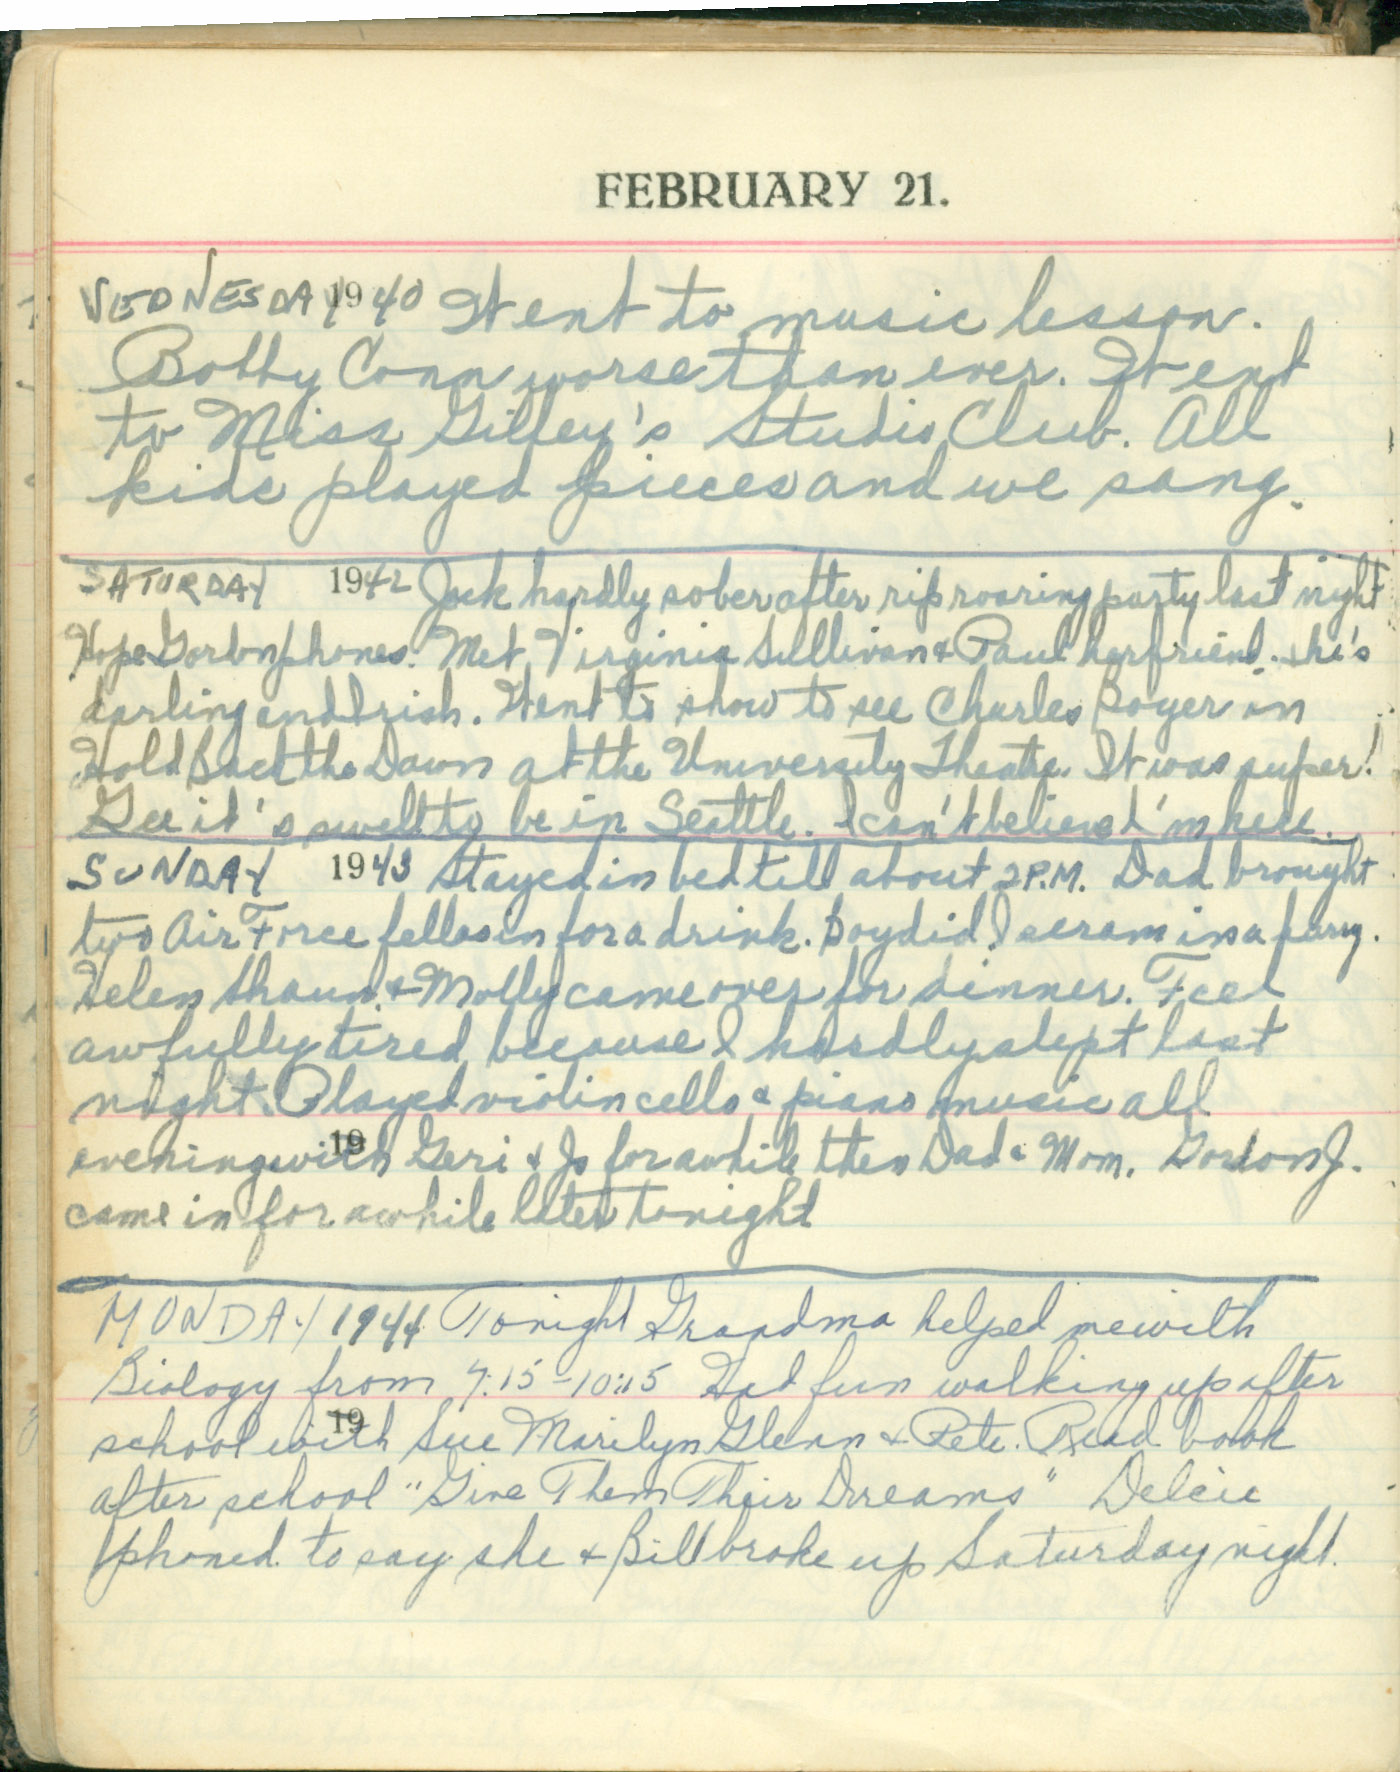 FEBRUARY 21.
WEDNESDAY 1940 Went to music lesson.
Bobby Conn worse than ever. Went
to Miss Gilfey's Studio Club. All
kids played pieces and we sang.
SATURDAY 1942 Jack hardly sober after rip roaring party last night
Hope Gordon phones. Met Virginia Sullivan & Paul her friend. & he's
darling and Irish. Went to show to see Charles Boyer in
Hold Back the Dawn at the University Theatre. It was super!
Gee it's swell to be in Seattle. I can't believe I'm here.
SUNDAY 1943 Stayed in bed till about 2 P.M. Dad brought
two Air Force fellas in for a drink. Boy did I scram in a hurry.
Helen & Molly came over for dinner. Feel
awfully tired because I hardly slept last
night. Played violin cello & piano music all
19
evening with Geri & Jo for awhile then Dad & Mom. Gordon J.
came in for awhile later tonight
MONDAY 1944 Tonight Grandma helped me with
Biology from 7:15-10:15 Had fun walking up after
19
school with Sue Marilyn Glenn & Pete. Read book
after school "Give Them Their Dreams" Delcie
phoned to say she & Bill broke up Saturday night.